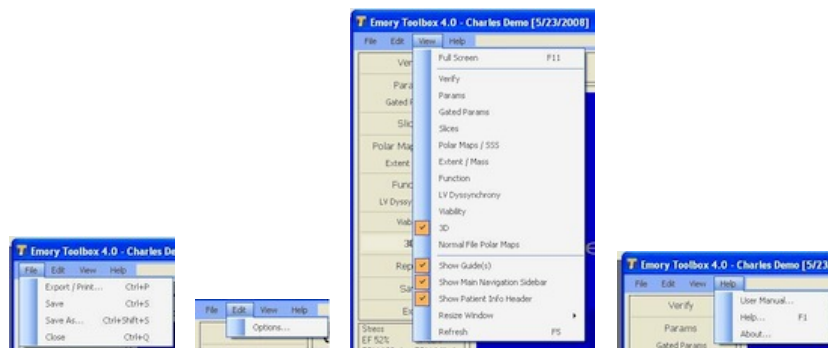 Emory Toolbox 4.0 - Charles De
File Edit View Help
Export / Print... Ctrl+P
Save Ctrl+S
Save As... Ctrl+Shift+S
Close Ctrl+Q
File Edit View Help
Options...
Emory Toolbox 4.0 - Charles Demo [5/23/2008]
File Edit View Help
Full Screen F11
Verify
Params
Gated Params
Slices
Polar Maps / SSS
Extent / Mass
Function
LV Dyssynchrony
Viability
3D
Normal File Polar Maps
Show Guide(s)
Show Main Navigation Sidebar
Show Patient Info Header
Resize Window
Refresh F5
Ver
Para
Gated P
Slic
Polar Map
Extent
Func
LV Dyssy
Viab
3D
Rep
Sa
Ex
Stress
EF 52%
Emory Toolbox 4.0 - Charles Demo [5/23
File Edit View Help
User Manual...
Help... F1
About...
Verify
Params
Gated Params